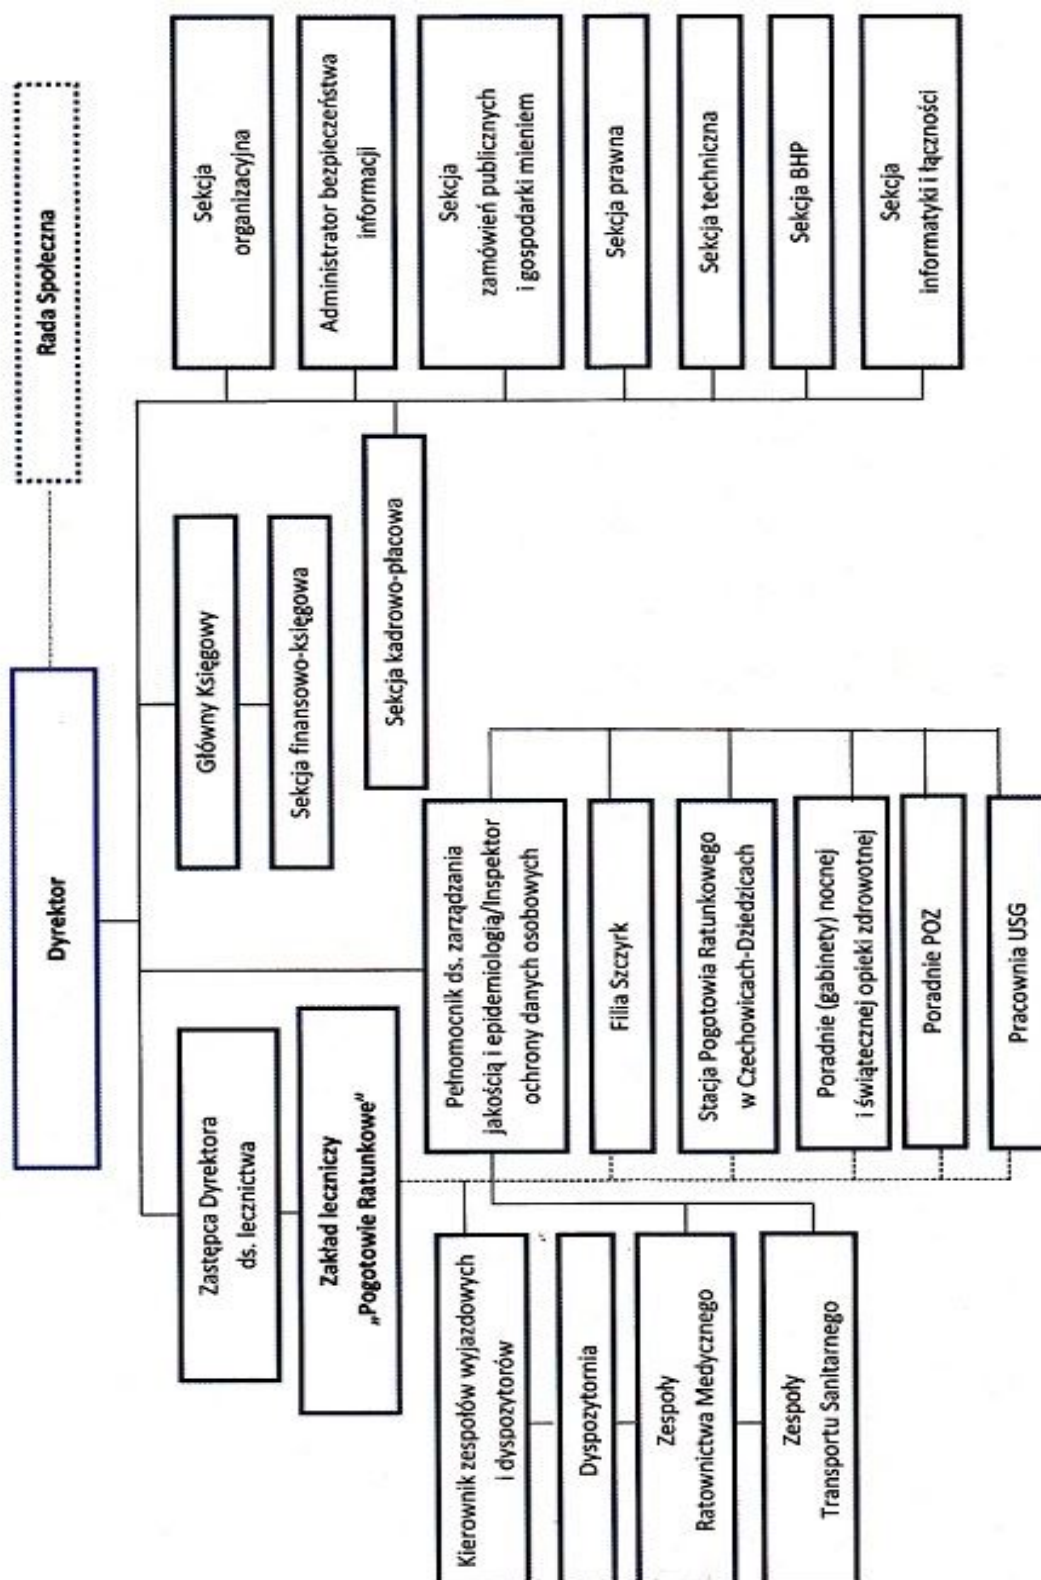 Dyrektor
Rada Społeczna
Zastępca Dyrektora
ds. lecznictwa
Zakład leczniczy
„Pogotowie Ratunkowe”
Główny Księgowy
Sekcja finansowo-księgowa
Sekcja kadrowo-płacowa
Sekcja
organizacyjna
Administrator bezpieczeństwa
informacji
Sekcja
zamówień publicznych
i gospodarki mieniem
Sekcja prawna
Sekcja techniczna
Sekcja BHP
Sekcja
informatyki i łączności
Pełnomocnik ds. zarządzania
jakością i epidemiologią/Inspektor
ochrony danych osobowych
Filia Szczyrk
Stacja Pogotowia Ratunkowego
w Czechowicach-Dziedzicach
Poradnie (gabinety) nocnej
i świątecznej opieki zdrowotnej
Poradnie POZ
Pracownia USG
Kierownik zespołów wyjazdowych
i dyspozytorów
Dyspozytornia
Zespoły
Ratownictwa Medycznego
Zespoły
Transportu Sanitarnego